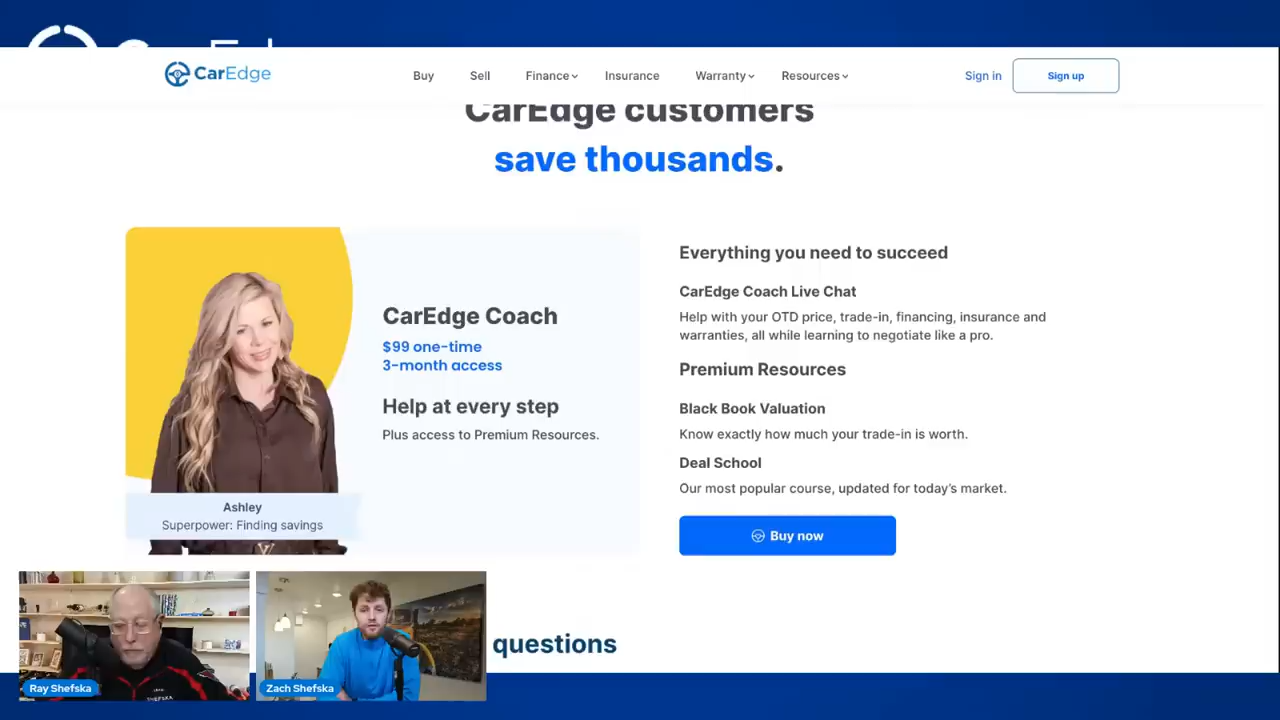 CarEdge
Buy
Sell
Finance
Insurance
Warranty
Resources
Sign in
Sign up
CarEdge customers
save thousands.
CarEdge Coach
$99 one-time
3-month access
Help at every step
Plus access to Premium Resources.
Ashley
Superpower: Finding savings
Everything you need to succeed
CarEdge Coach Live Chat
Help with your OTD price, trade-in, financing, insurance and
warranties, all while learning to negotiate like a pro.
Premium Resources
Black Book Valuation
Know exactly how much your trade-in is worth.
Deal School
Our most popular course, updated for today's market.
Buy now
questions
Ray Shefska
Zach Shefska